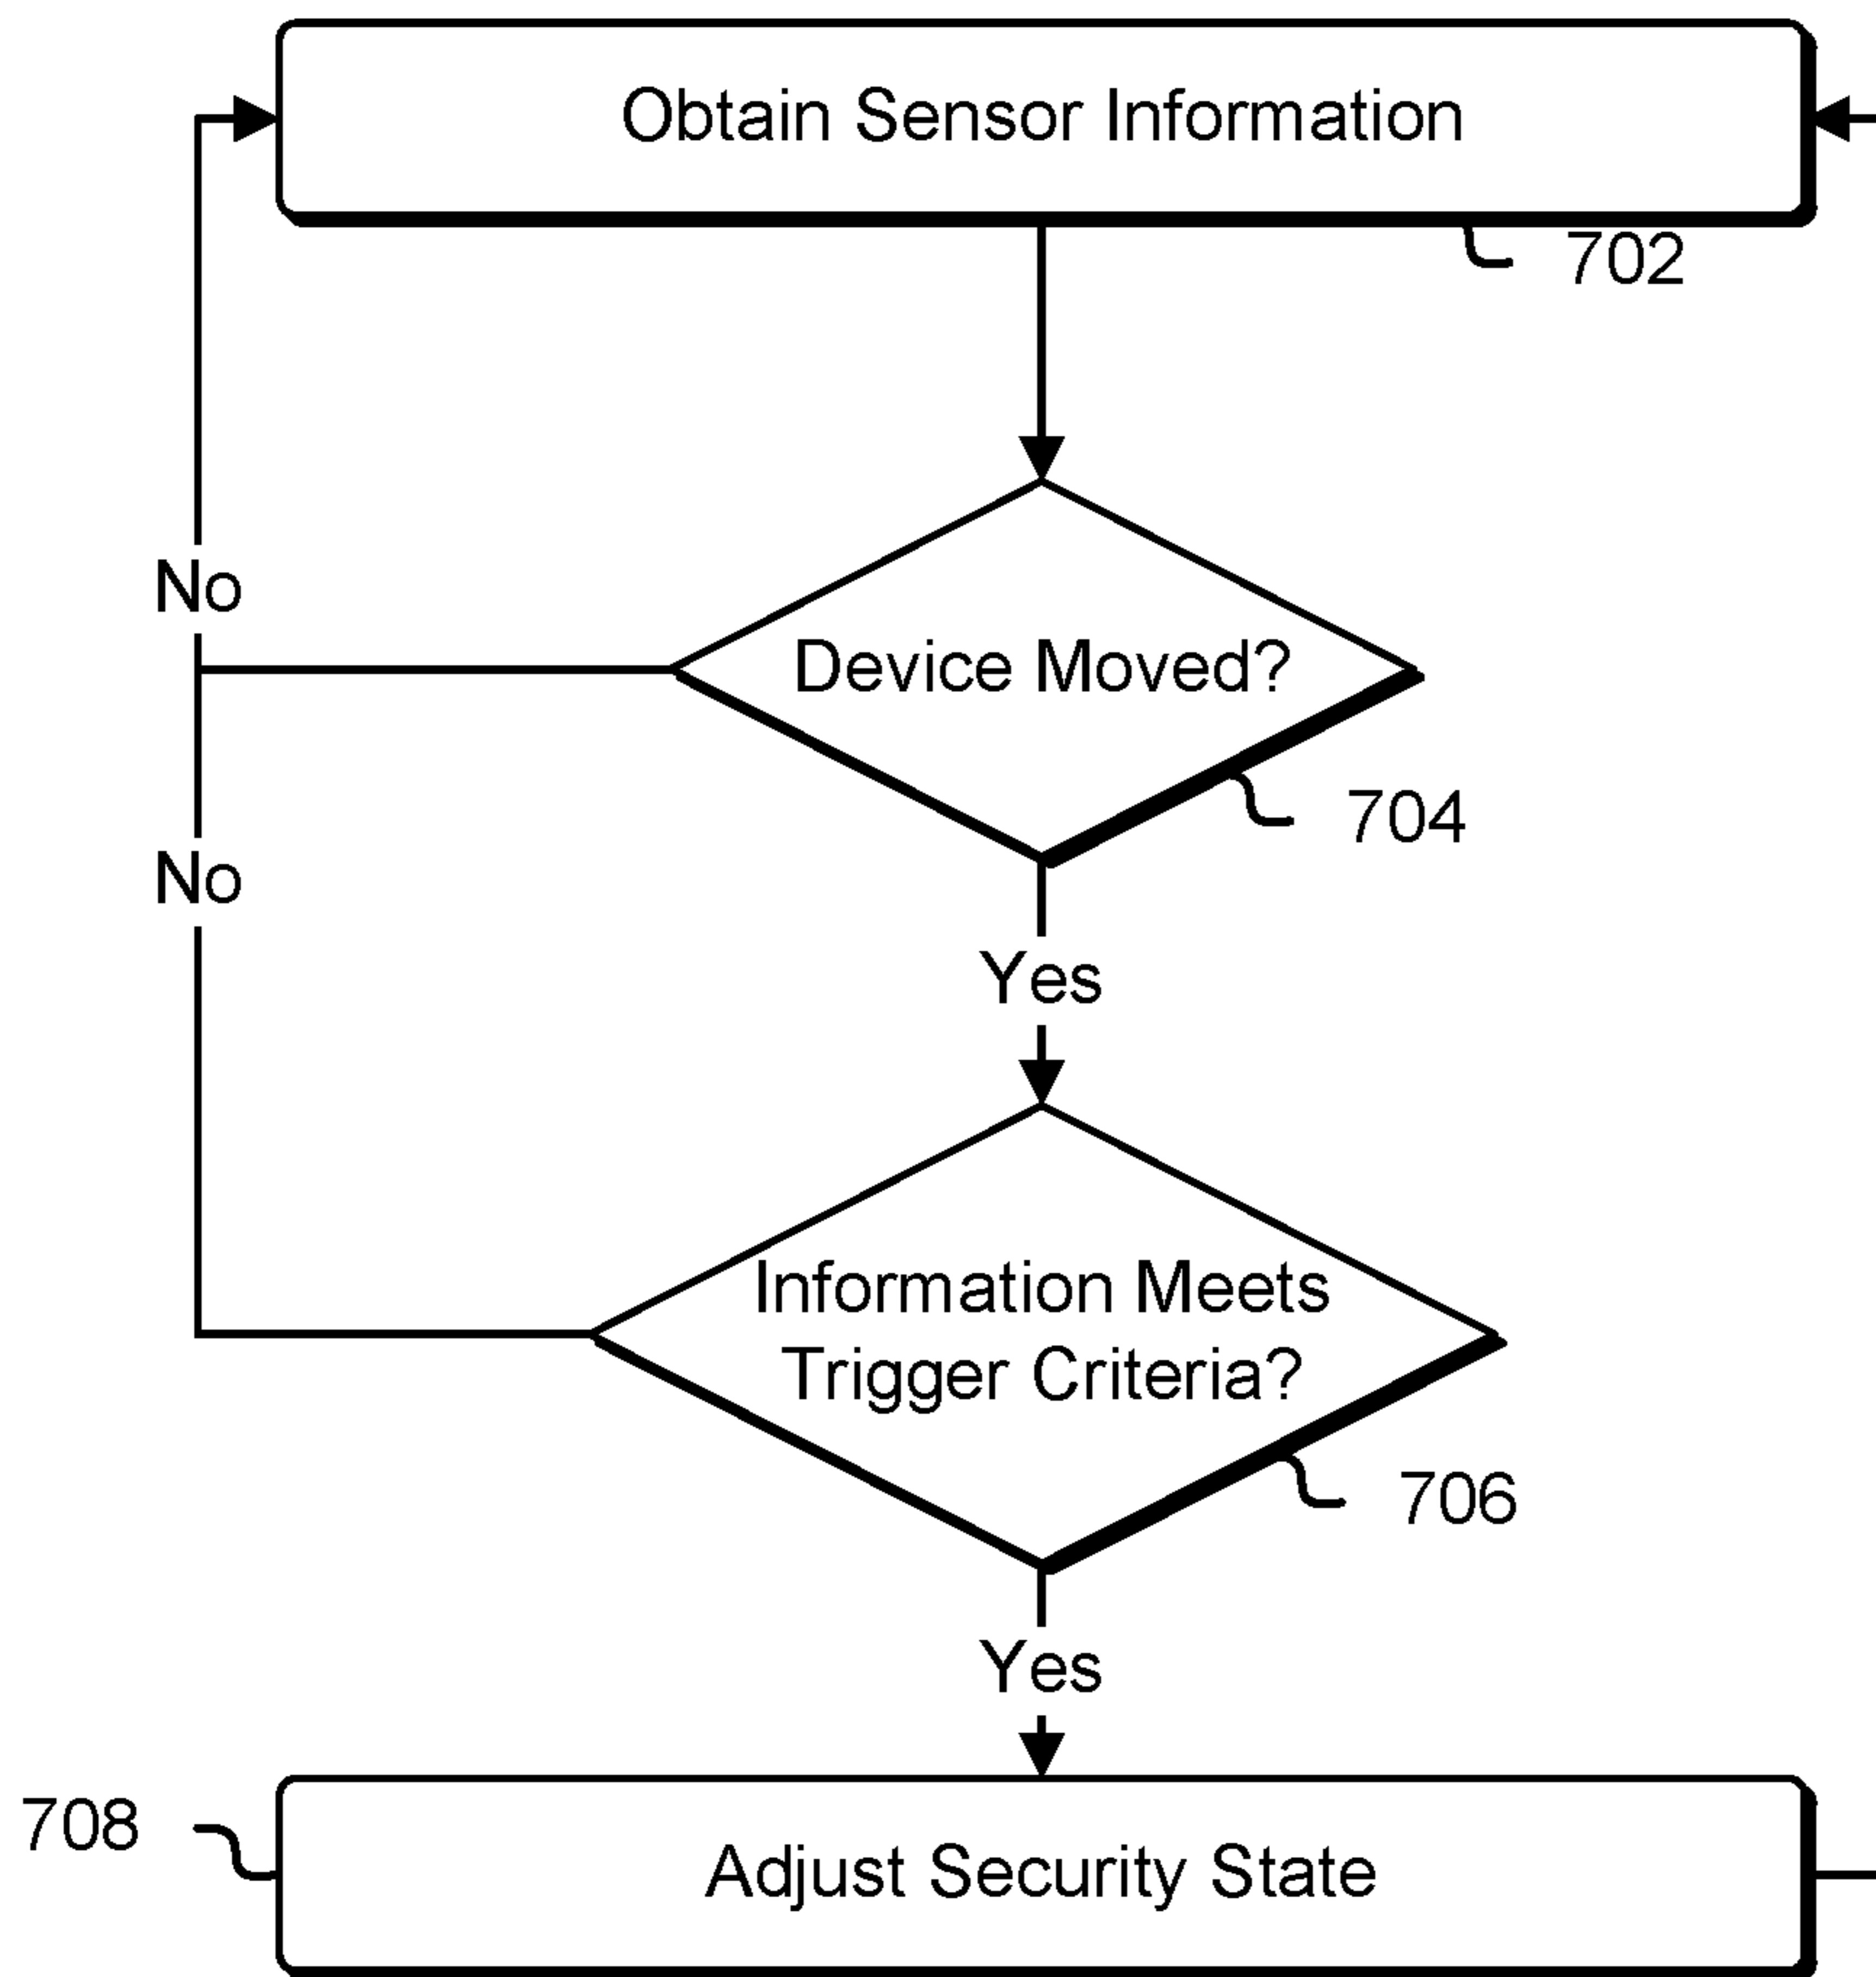 Obtain Sensor Information
702
No
Device Moved?
704
No
Yes
Information Meets
Trigger Criteria?
706
Yes
708
Adjust Security State